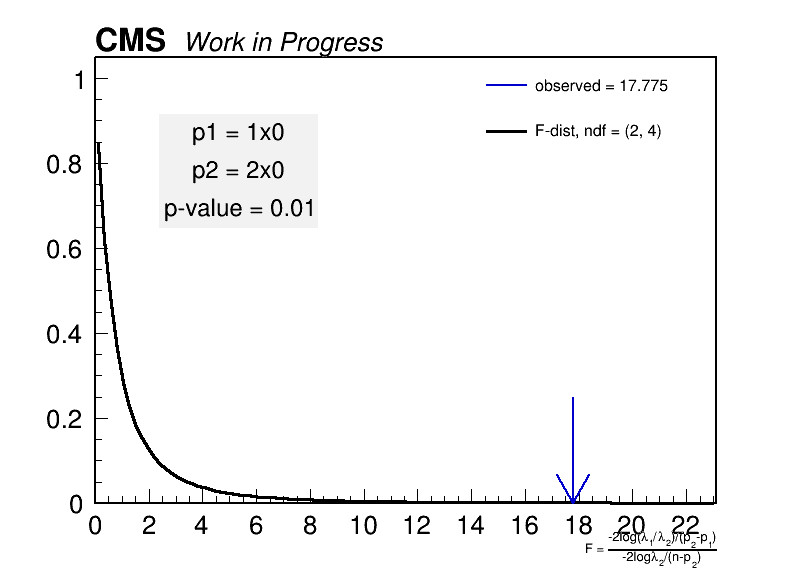 CMS Work in Progress
observed = 17.775
F-dist, ndf = (2, 4)
p1 = 1x0
p2 = 2x0
p-value = 0.01
1
0.8
0.6
0.4
0.2
0
0 2 4 6 8 10 12 14 16 18 20 22
F = -2log(λ1/λ2)/(p2-p1)
-2logλ2/(n-p2)